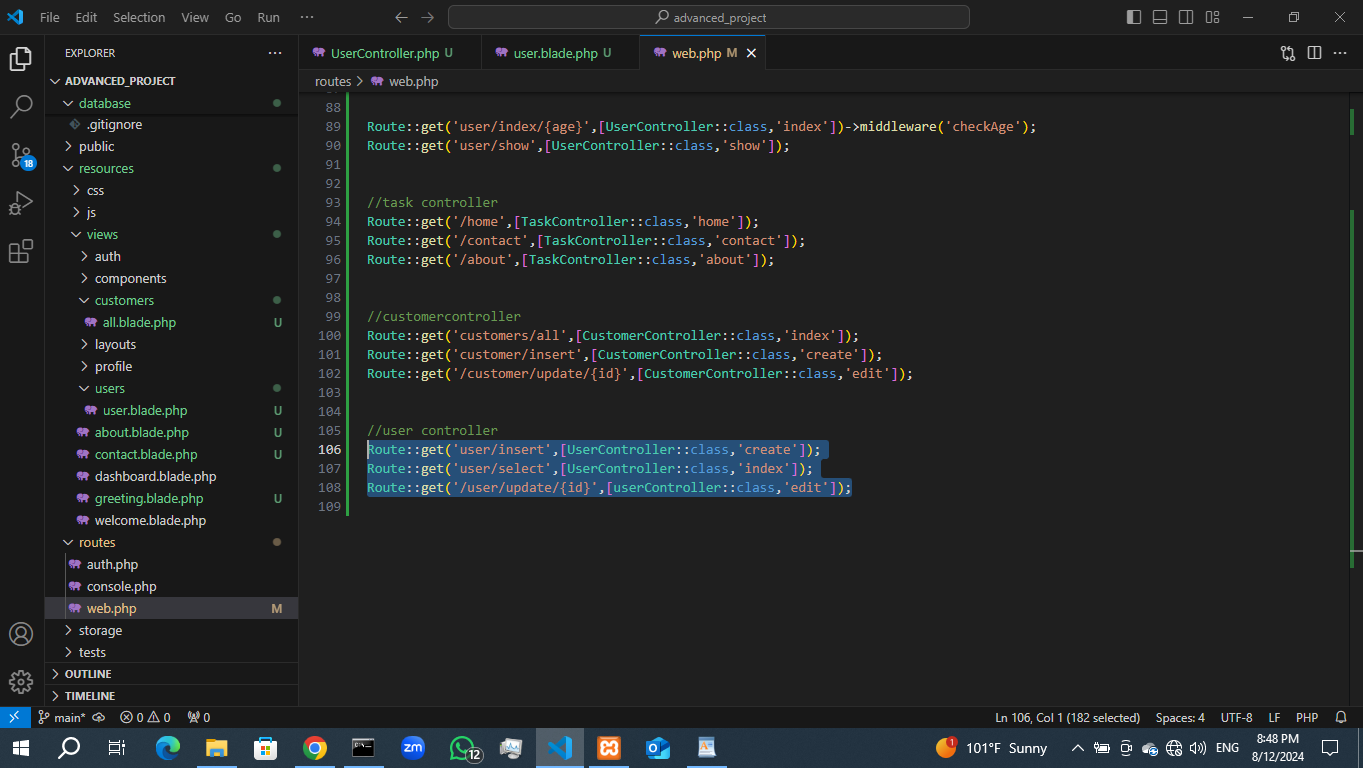 File Edit Selection View Go Run ··· advanced_project
EXPLORER ···
ADVANCED_PROJECT
database
.gitignore
public
resources
css
js
views
auth
components
customers
all.blade.php U
layouts
profile
users
user.blade.php U
about.blade.php U
contact.blade.php U
dashboard.blade.php
greeting.blade.php U
welcome.blade.php
routes
auth.php
console.php
web.php M
storage
tests
OUTLINE
TIMELINE
18
UserController.php U user.blade.php U web.php M
routes > web.php
88
89 Route::get('user/index/{age}',[UserController::class,'index'])->middleware('checkAge');
90 Route::get('user/show',[UserController::class,'show']);
91
92
93 //task controller
94 Route::get('/home',[TaskController::class,'home']);
95 Route::get('/contact',[TaskController::class,'contact']);
96 Route::get('/about',[TaskController::class,'about']);
97
98
99 //customercontroller
100 Route::get('customers/all',[CustomerController::class,'index']);
101 Route::get('customer/insert',[CustomerController::class,'create']);
102 Route::get('/customer/update/{id}',[CustomerController::class,'edit']);
103
104
105 //user controller
106 Route::get('user/insert',[UserController::class,'create']);
107 Route::get('user/select',[UserController::class,'index']);
108 Route::get('/user/update/{id}',[userController::class,'edit']);
109
main* 0 0 0 Ln 106, Col 1 (182 selected) Spaces: 4 UTF-8 LF PHP
zm 12 1 101°F Sunny ENG 8:48 PM
8/12/2024